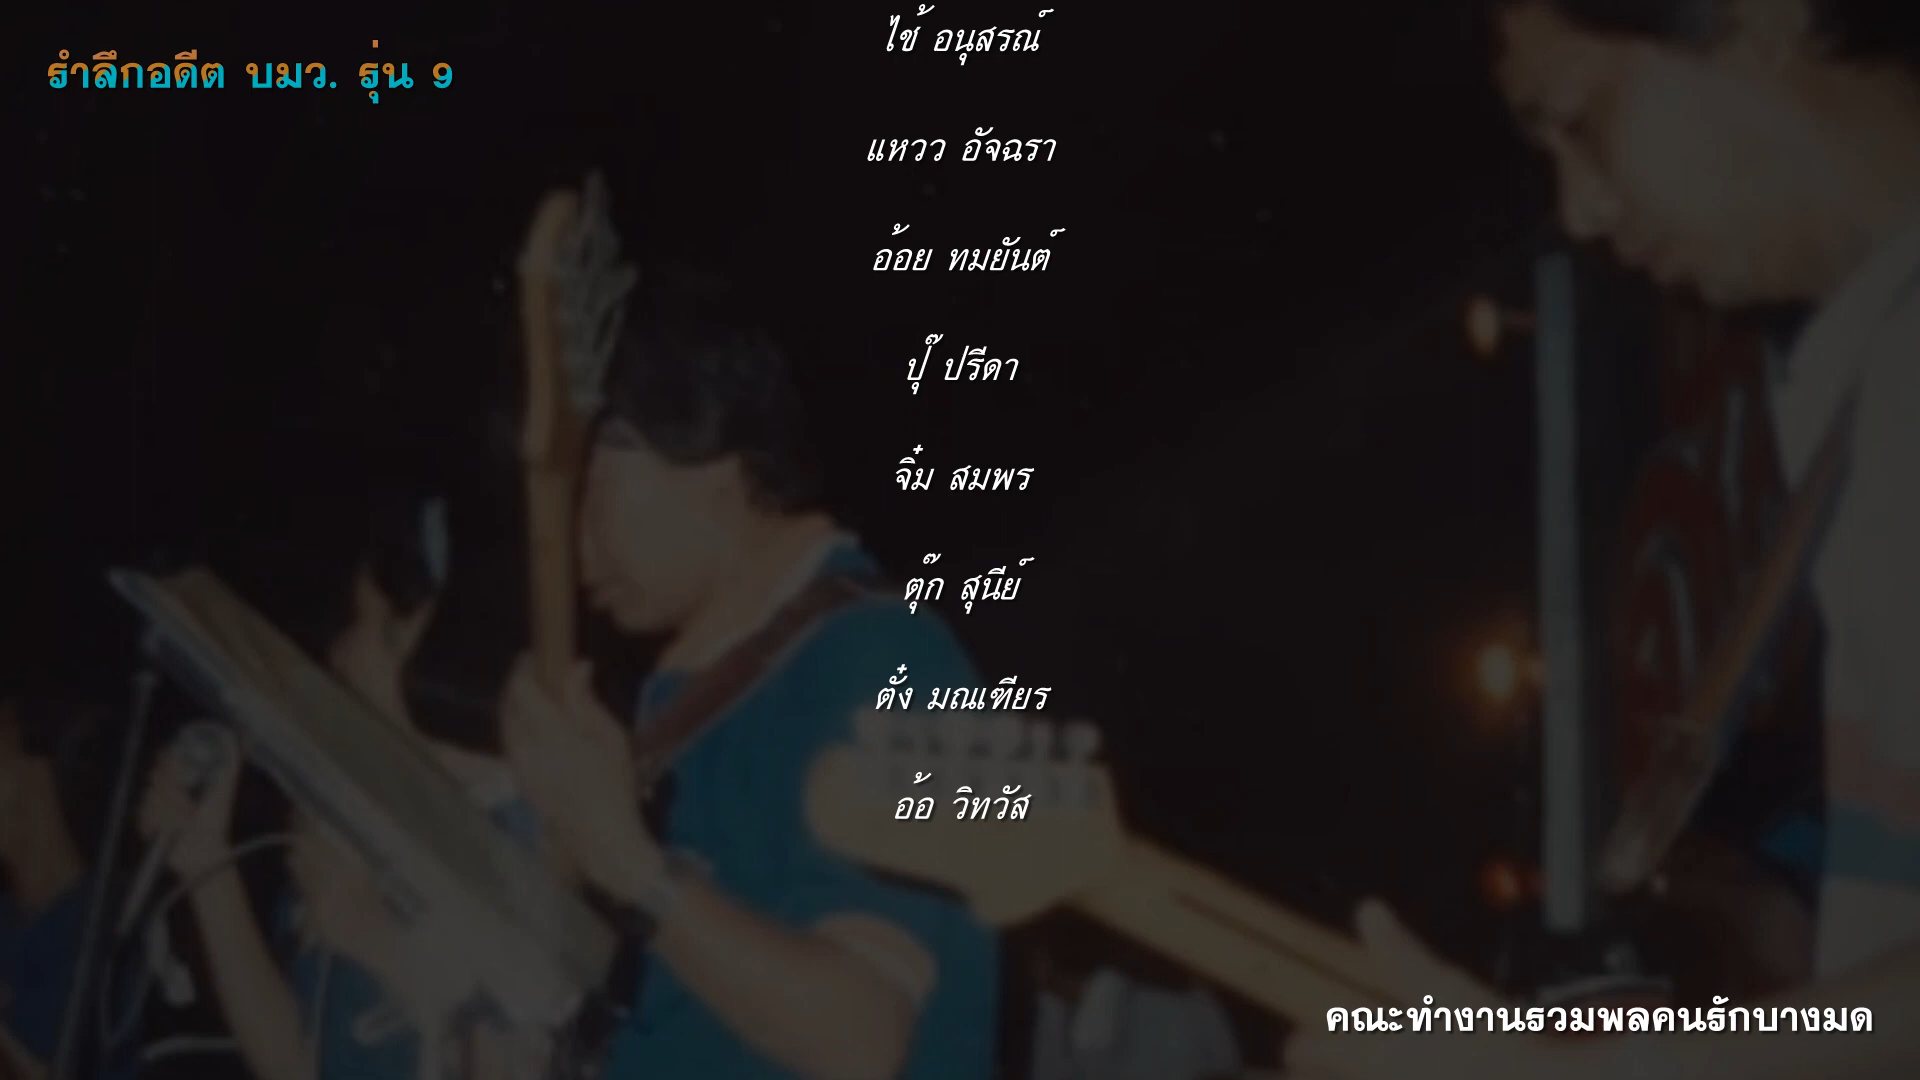 รำลึกอดีต บมว. รุ่น 9
ไช้ อนุสรณ์
แหวว อัจฉรา
อ้อย ทมยันต์
ปุ๊ ปรีดา
จิ๋ม สมพร
ตุ๊ก สุนีย์
ตั๋ง มณเฑียร
อ้อ วิทวัส
คณะทำงานรวมพลคนรักบางมด